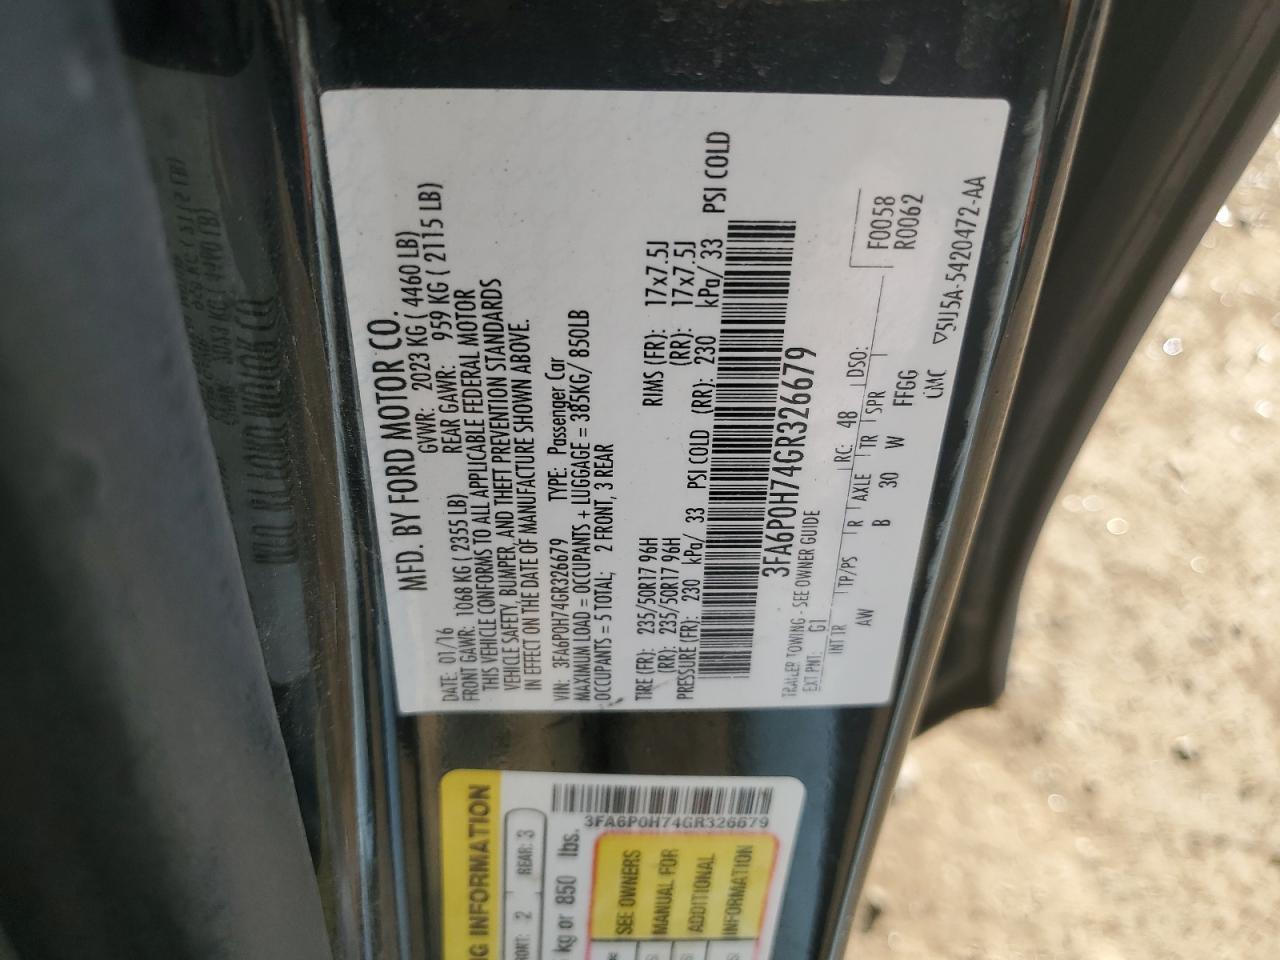 MFD. BY FORD MOTOR CO.
DATE: 01/16 GVWR: 2023 KG ( 4460 LB)
FRONT GAWR: 1068 KG ( 2355 LB) REAR GAWR: 959 KG ( 2115 LB)
THIS VEHICLE CONFORMS TO ALL APPLICABLE FEDERAL MOTOR
VEHICLE SAFETY, BUMPER, AND THEFT PREVENTION STANDARDS
IN EFFECT ON THE DATE OF MANUFACTURE SHOWN ABOVE.
VIN: 3FA6P0H74GR326679 TYPE: Passenger Car
MAXIMUM LOAD = OCCUPANTS + LUGGAGE = 385KG/ 850LB
OCCUPANTS = 5 TOTAL; 2 FRONT, 3 REAR
TIRE (FR): 235/50R17 96H RIMS (FR): 17x7.5J
(RR): 235/50R17 96H (RR): 17x7.5J
PRESSURE (FR): 230 kPa/ 33 PSI COLD (RR): 230 kPa/ 33 PSI COLD
3FA6P0H74GR326679
TRAILER TOWING - SEE OWNER GUIDE
EXT PNT: G1 RC: 48 DSO: F0058
R0062
INT TR TP/PS R AXLE TR SPR
AW B 30 W FFGG
UMC ▽5U5A-5420472-AA
3FA6P0H74GR326679
INFORMATION
FRONT: 2 REAR: 3
kg or 850 lbs.
SEE OWNERS
MANUAL FOR
ADDITIONAL
INFORMATION